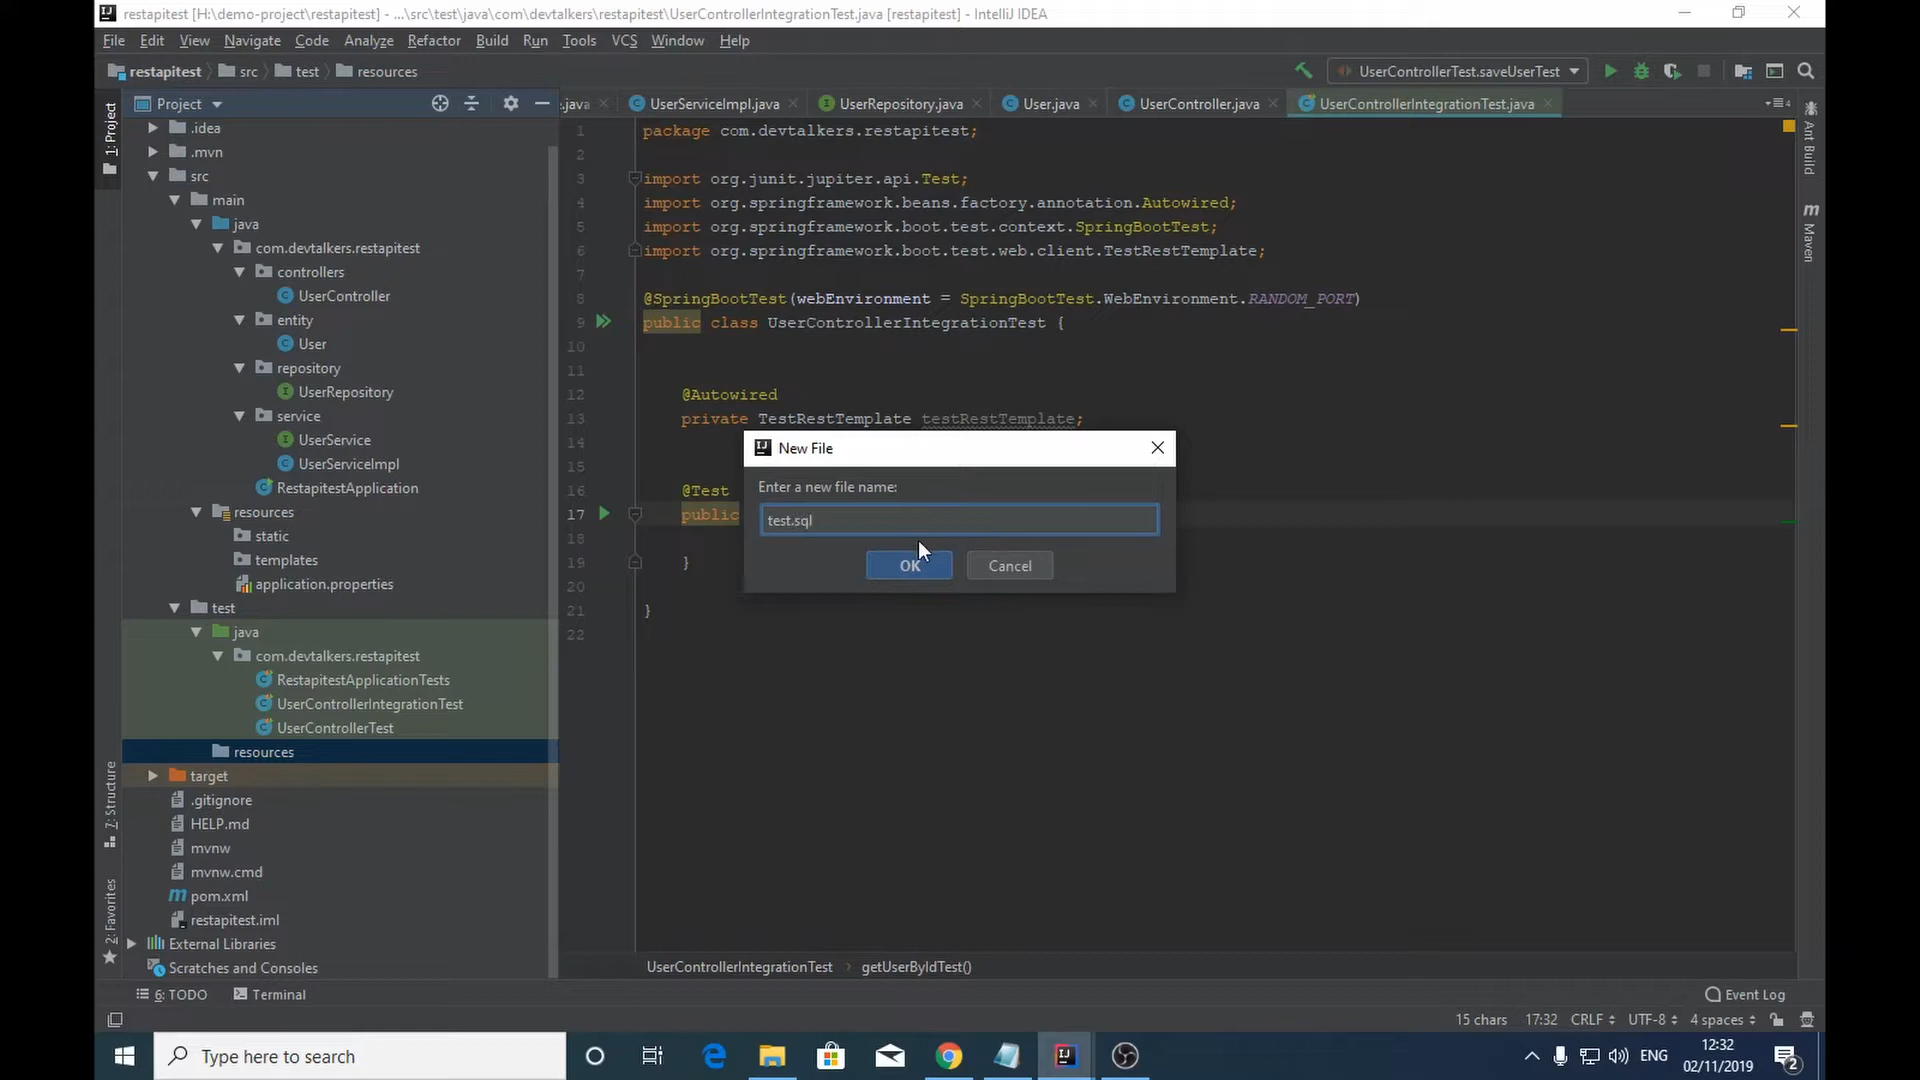 restapitest [H:\demo-project\restapitest] - ...\src\test\java\com\devtalkers\restapitest\UserControllerIntegrationTest.java [restapitest] - IntelliJ IDEA
File Edit View Navigate Code Analyze Refactor Build Run Tools VCS Window Help
restapitest src test resources
UserControllerTest.saveUserTest
Project
e.java UserServiceImpl.java UserRepository.java User.java UserController.java UserControllerIntegrationTest.java
4
1: Project
7: Structure
2: Favorites
.idea
.mvn
src
main
java
com.devtalkers.restapitest
controllers
UserController
entity
User
repository
UserRepository
service
UserService
UserServiceImpl
RestapitestApplication
resources
static
templates
application.properties
test
java
com.devtalkers.restapitest
RestapitestApplicationTests
UserControllerIntegrationTest
UserControllerTest
resources
target
.gitignore
HELP.md
mvnw
mvnw.cmd
pom.xml
restapitest.iml
External Libraries
Scratches and Consoles
1 package com.devtalkers.restapitest;
2
3 import org.junit.jupiter.api.Test;
4 import org.springframework.beans.factory.annotation.Autowired;
5 import org.springframework.boot.test.context.SpringBootTest;
6 import org.springframework.boot.test.web.client.TestRestTemplate;
7
8 @SpringBootTest(webEnvironment = SpringBootTest.WebEnvironment.RANDOM_PORT)
9 public class UserControllerIntegrationTest {
10
11
12 @Autowired
13 private TestRestTemplate testRestTemplate;
14
15
16 @Test
17 public
18
19 }
20
21 }
22
New File
Enter a new file name:
test.sql
OK Cancel
Ant Build
Maven
UserControllerIntegrationTest getUserByIdTest()
6: TODO Terminal Event Log
15 chars 17:32 CRLF UTF-8 4 spaces
Type here to search
ENG
12:32
02/11/2019
2